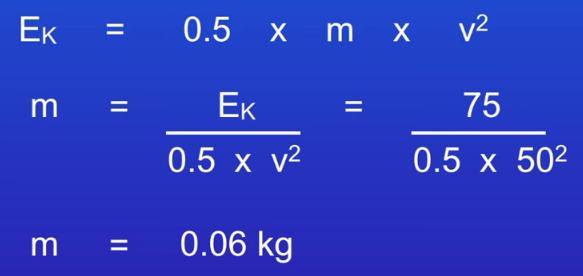 Eₖ = 0.5 x m x v²
m = Eₖ = 75
0.5 x v² 0.5 x 50²
m = 0.06 kg